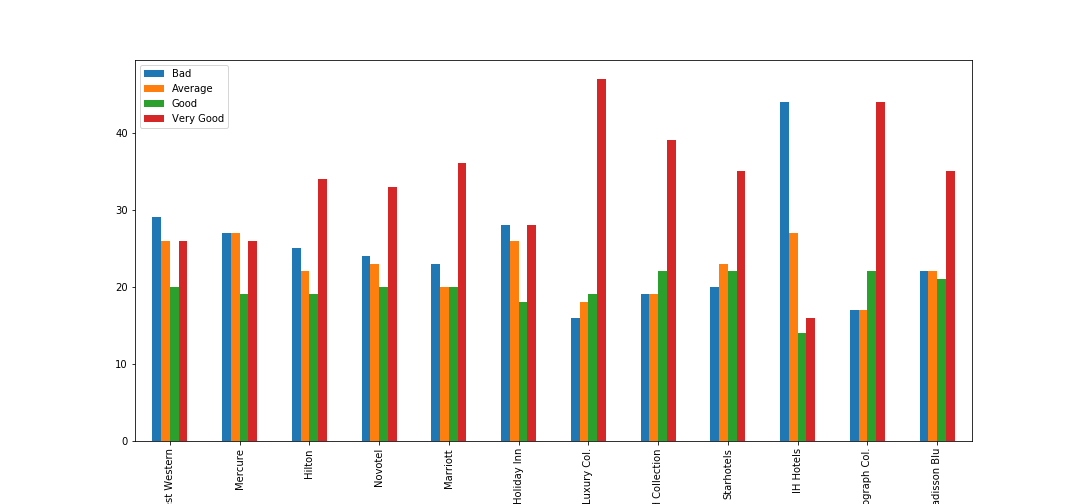 Bad
Average
Good
Very Good
40
30
20
10
0
st Western
Mercure
Hilton
Novotel
Marriott
Holiday Inn
Luxury Col.
l Collection
Starhotels
IH Hotels
ograph Col.
adisson Blu